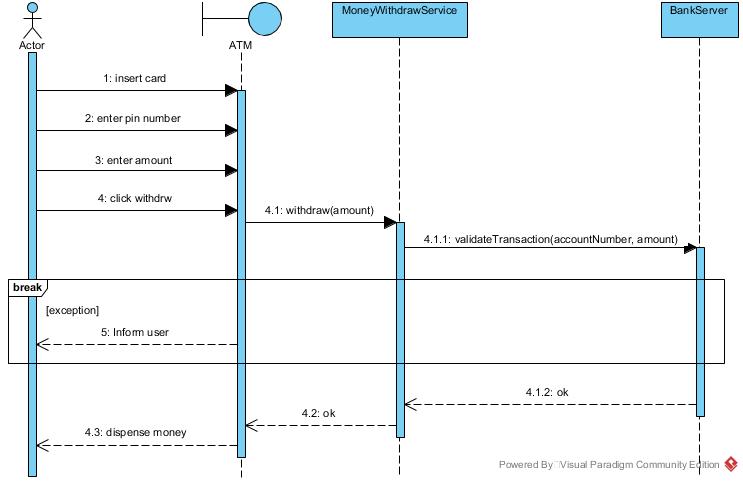 MoneyWithdrawService
BankServer
Actor
ATM
1: insert card
2: enter pin number
3: enter amount
4: click withdrw
4.1: withdraw(amount)
4.1.1: validateTransaction(accountNumber, amount)
break
[exception]
5: Inform user
4.1.2: ok
4.2: ok
4.3: dispense money
Powered By Visual Paradigm Community Edition